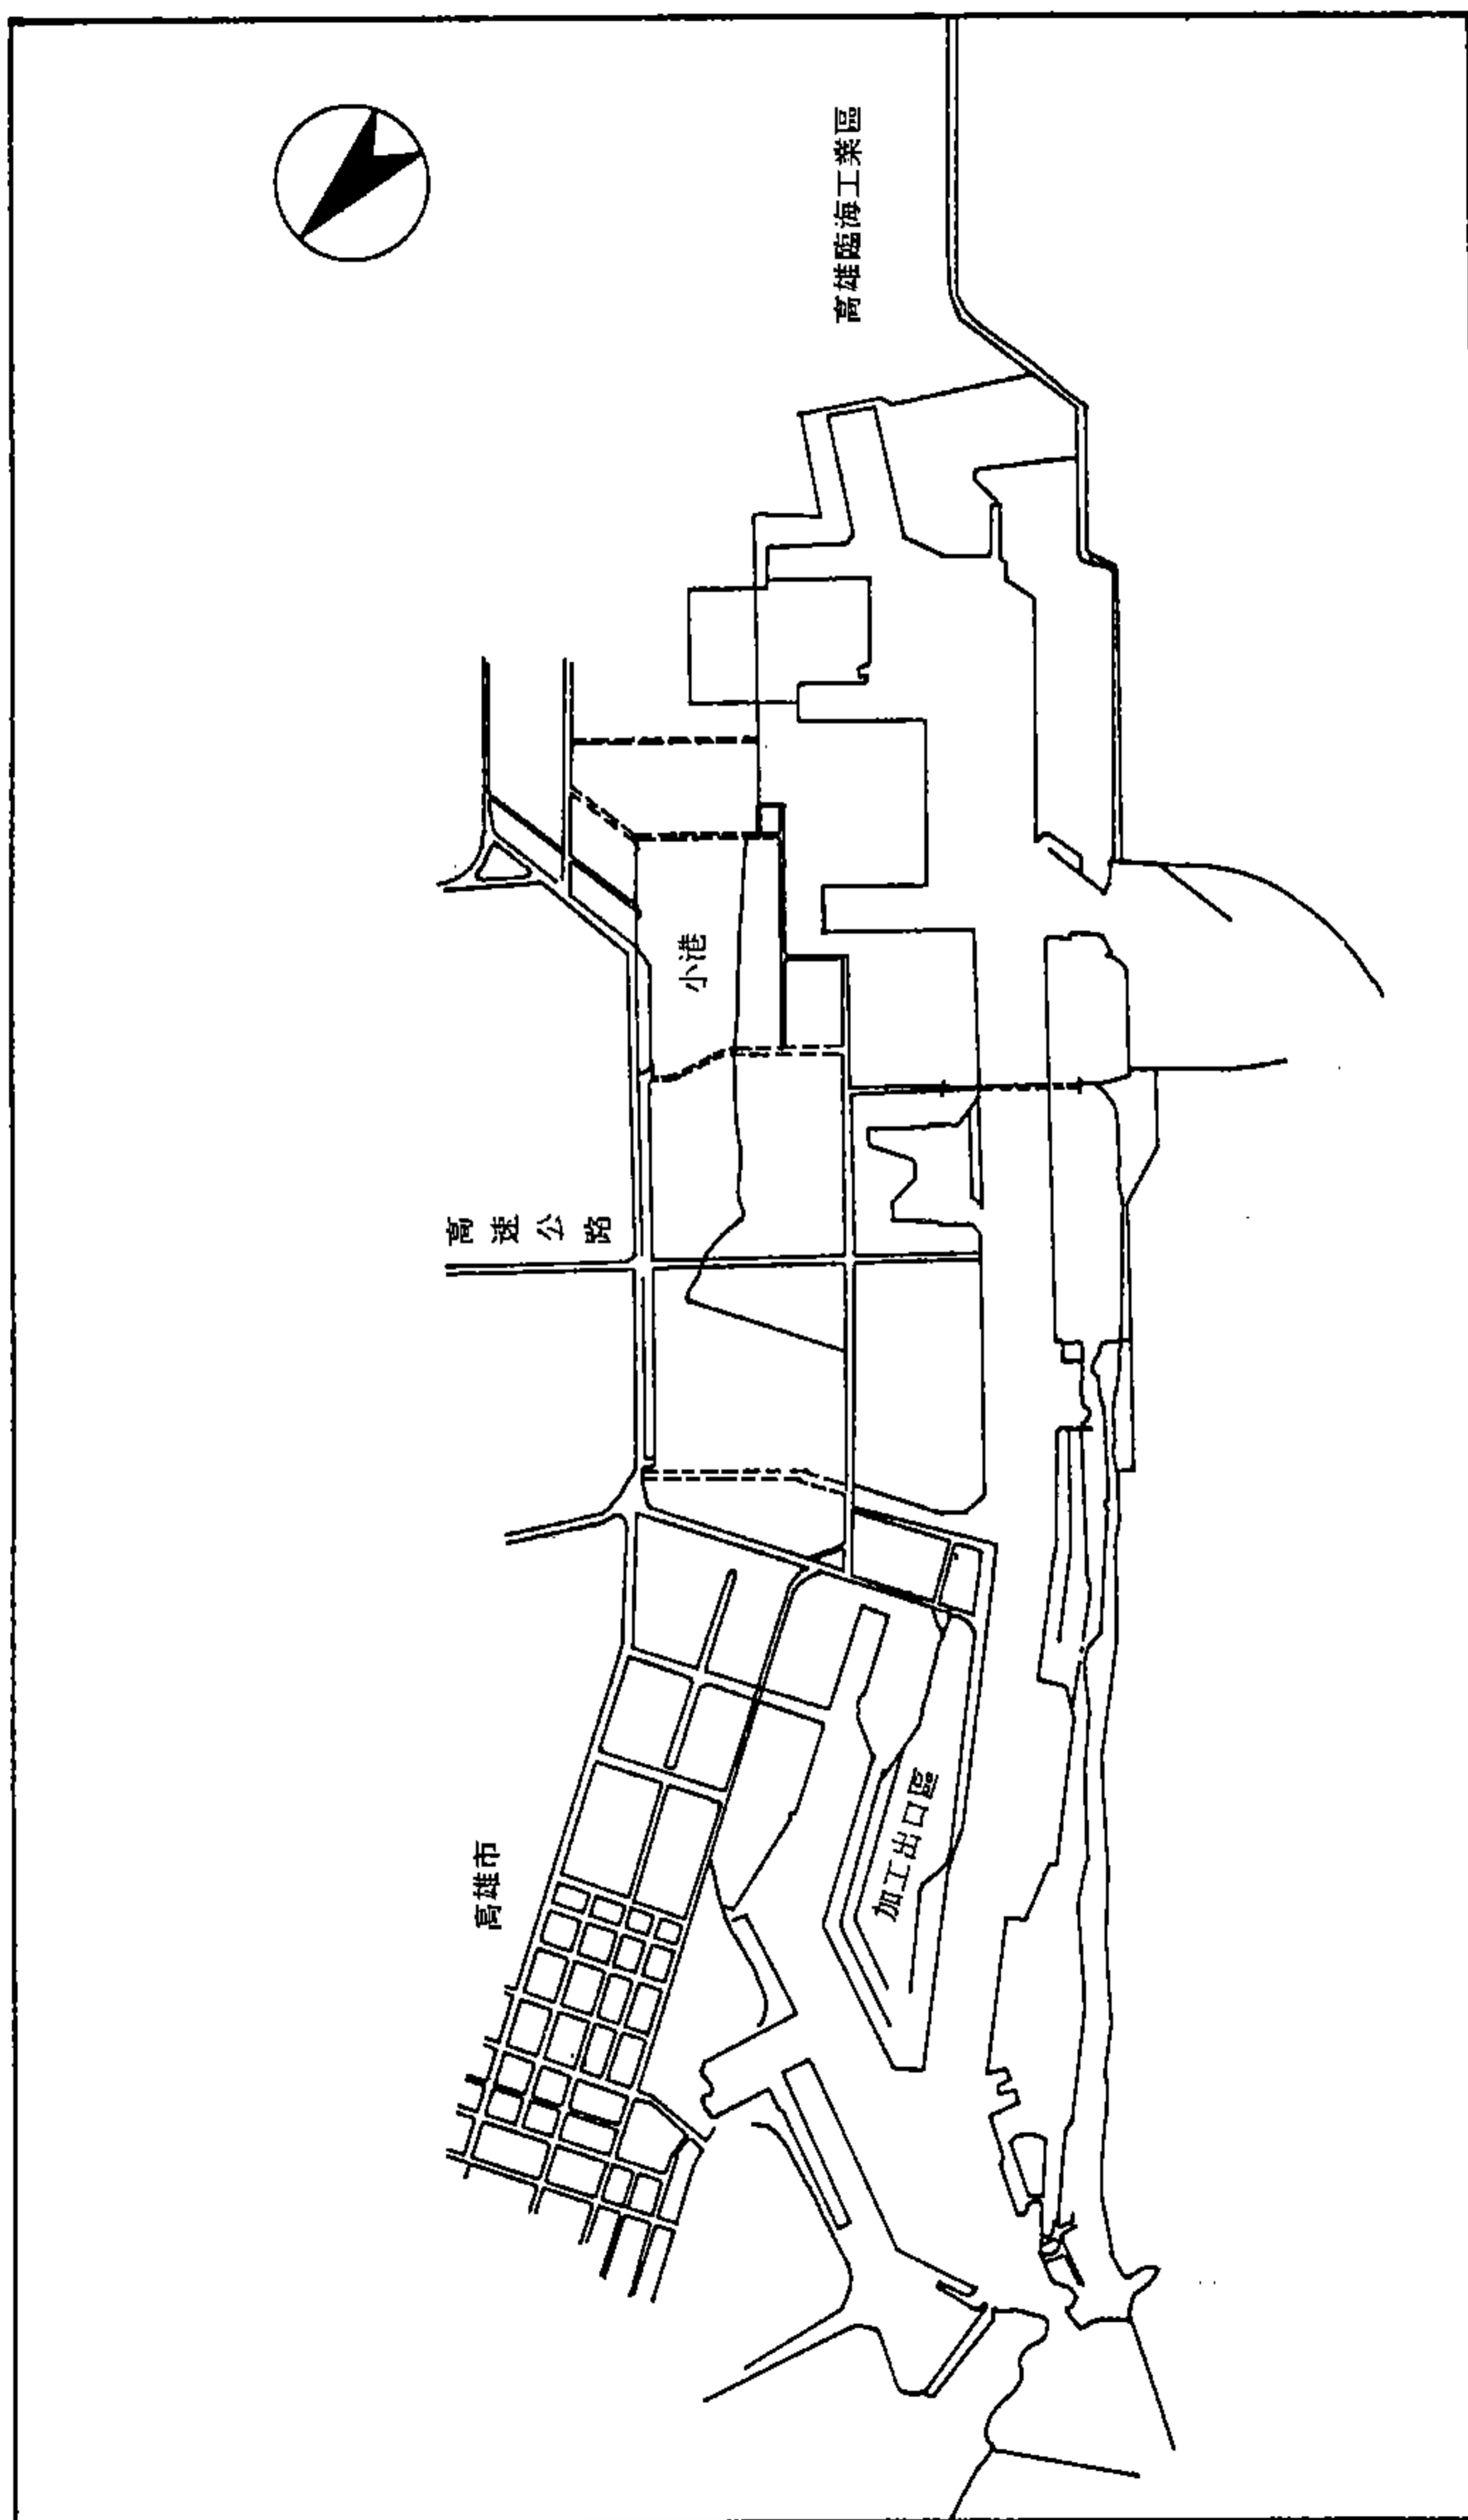 高雄臨海工業區
小港
高速公路
高雄市
加工出口區